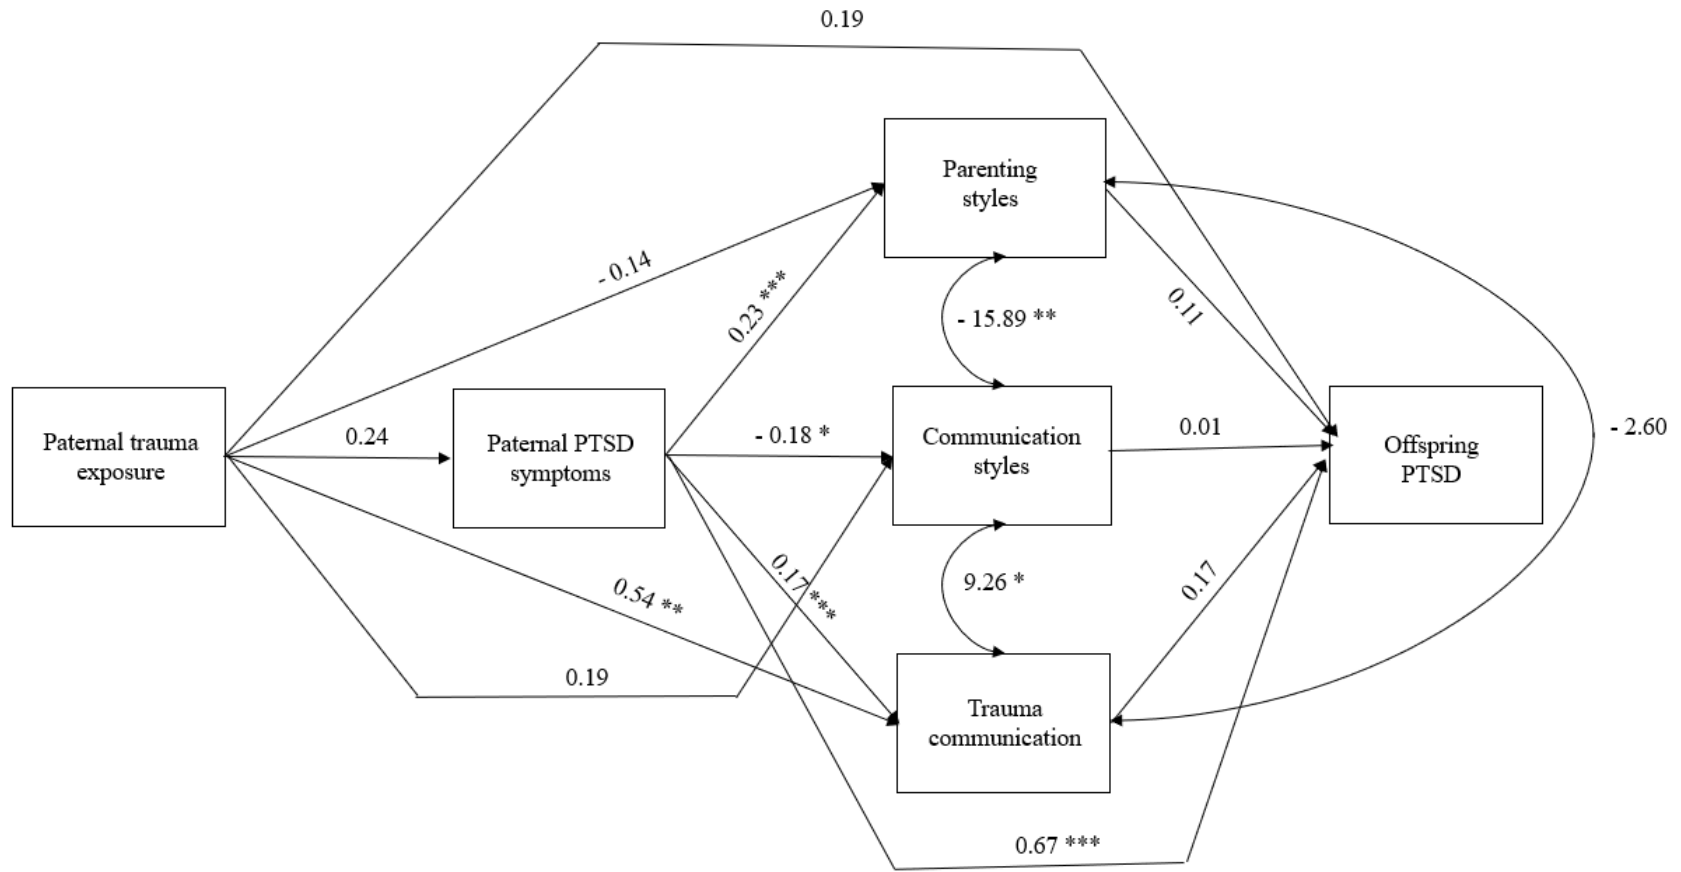 0.19
Parenting
styles
- 0.14
0.23 ***
- 15.89 **
0.11
Paternal trauma
exposure
0.24
Paternal PTSD
symptoms
- 0.18 *
Communication
styles
0.01
Offspring
PTSD
- 2.60
0.54 **
0.17 ***
9.26 *
0.17
0.19
Trauma
communication
0.67 ***